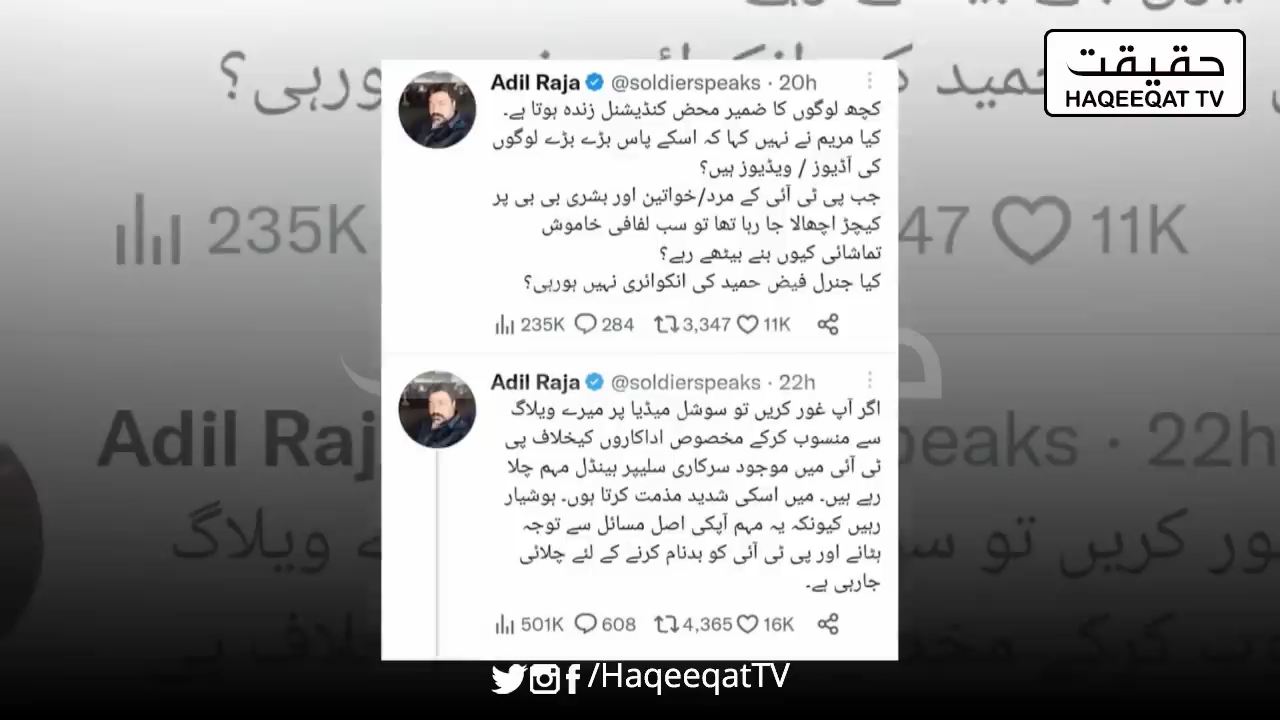 حقیقت
HAQEEQAT TV
Adil Raja @soldierspeaks · 20h
کچھ لوگوں کا ضمیر محض کنڈیشنل زندہ ہوتا ہے۔
کیا مریم نے نہیں کہا کہ اسکے پاس بڑے بڑے لوگوں
کی آڈیوز / ویڈیوز ہیں؟
جب پی ٹی آئی کے مرد/خواتین اور بشری بی بی پر
کیچڑ اچھالا جا رہا تھا تو سب لفافی خاموش
تماشائی کیوں بنے بیٹھے رہے؟
کیا جنرل فیض حمید کی انکوائری نہیں ہورہی؟
235K 284 3,347 11K
Adil Raja @soldierspeaks · 22h
اگر آپ غور کریں تو سوشل میڈیا پر میرے ویلاگ
سے منسوب کرکے مخصوص اداکاروں کیخلاف پی
ٹی آئی میں موجود سرکاری سلیپر ہینڈل مہم چلا
رہے ہیں۔ میں اسکی شدید مذمت کرتا ہوں۔ ہوشیار
رہیں کیونکہ یہ مہم آپکی اصل مسائل سے توجہ
ہٹانے اور پی ٹی آئی کو بدنام کرنے کے لئے چلائی
جارہی ہے۔
501K 608 4,365 16K
/HaqeeqatTV